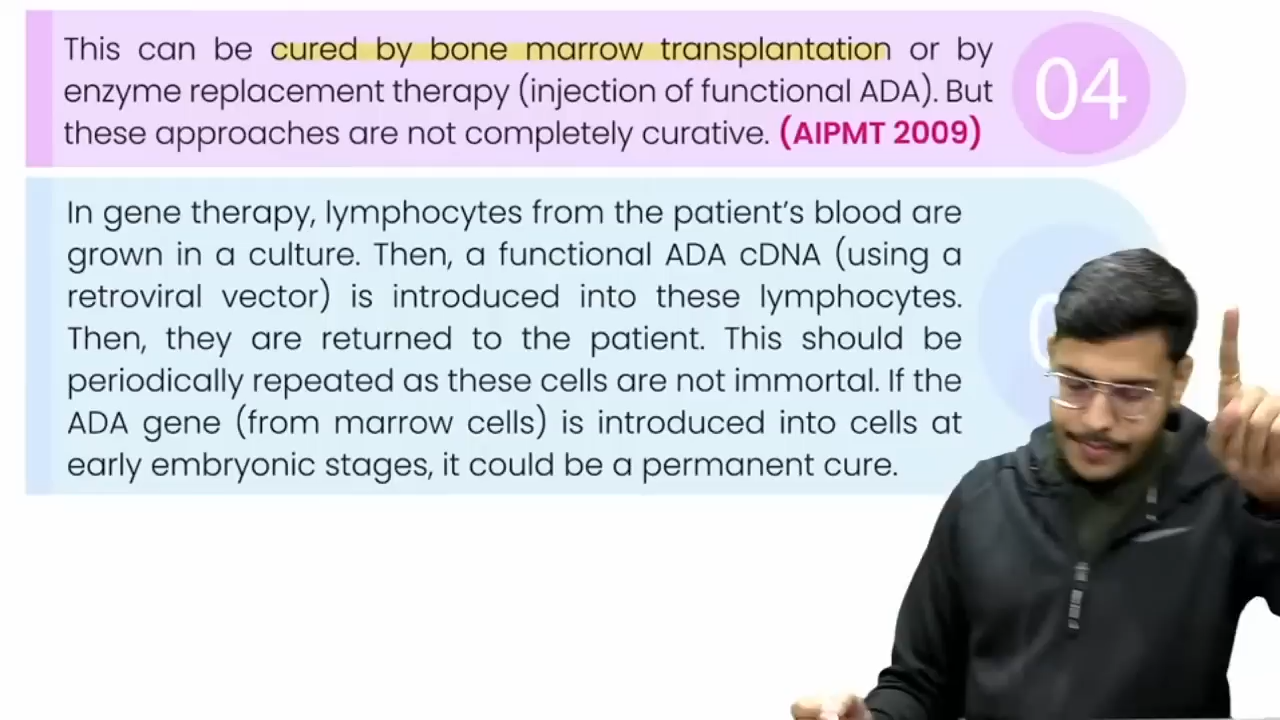 This can be cured by bone marrow transplantation or by
enzyme replacement therapy (injection of functional ADA). But
these approaches are not completely curative. (AIPMT 2009)
04
In gene therapy, lymphocytes from the patient's blood are
grown in a culture. Then, a functional ADA cDNA (using a
retroviral vector) is introduced into these lymphocytes.
Then, they are returned to the patient. This should be
periodically repeated as these cells are not immortal. If the
ADA gene (from marrow cells) is introduced into cells at
early embryonic stages, it could be a permanent cure.